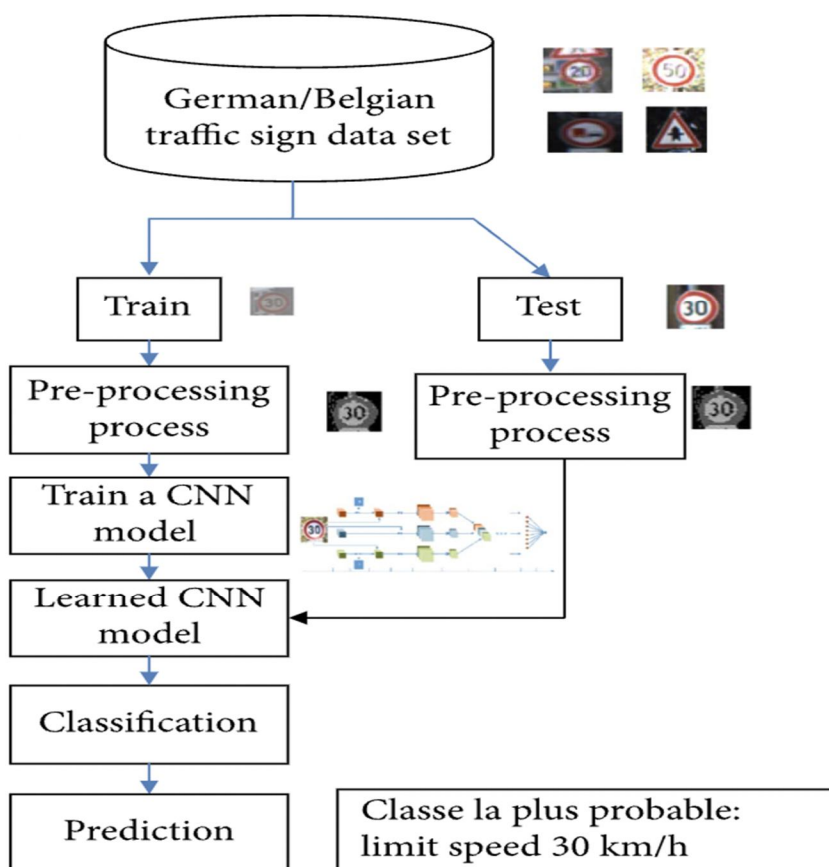 German/Belgian
traffic sign data set
20
50
Train
30
Test
30
Pre-processing
process
30
Pre-processing
process
30
Train a CNN
model
30
Learned CNN
model
Classification
Prediction
Classe la plus probable:
limit speed 30 km/h